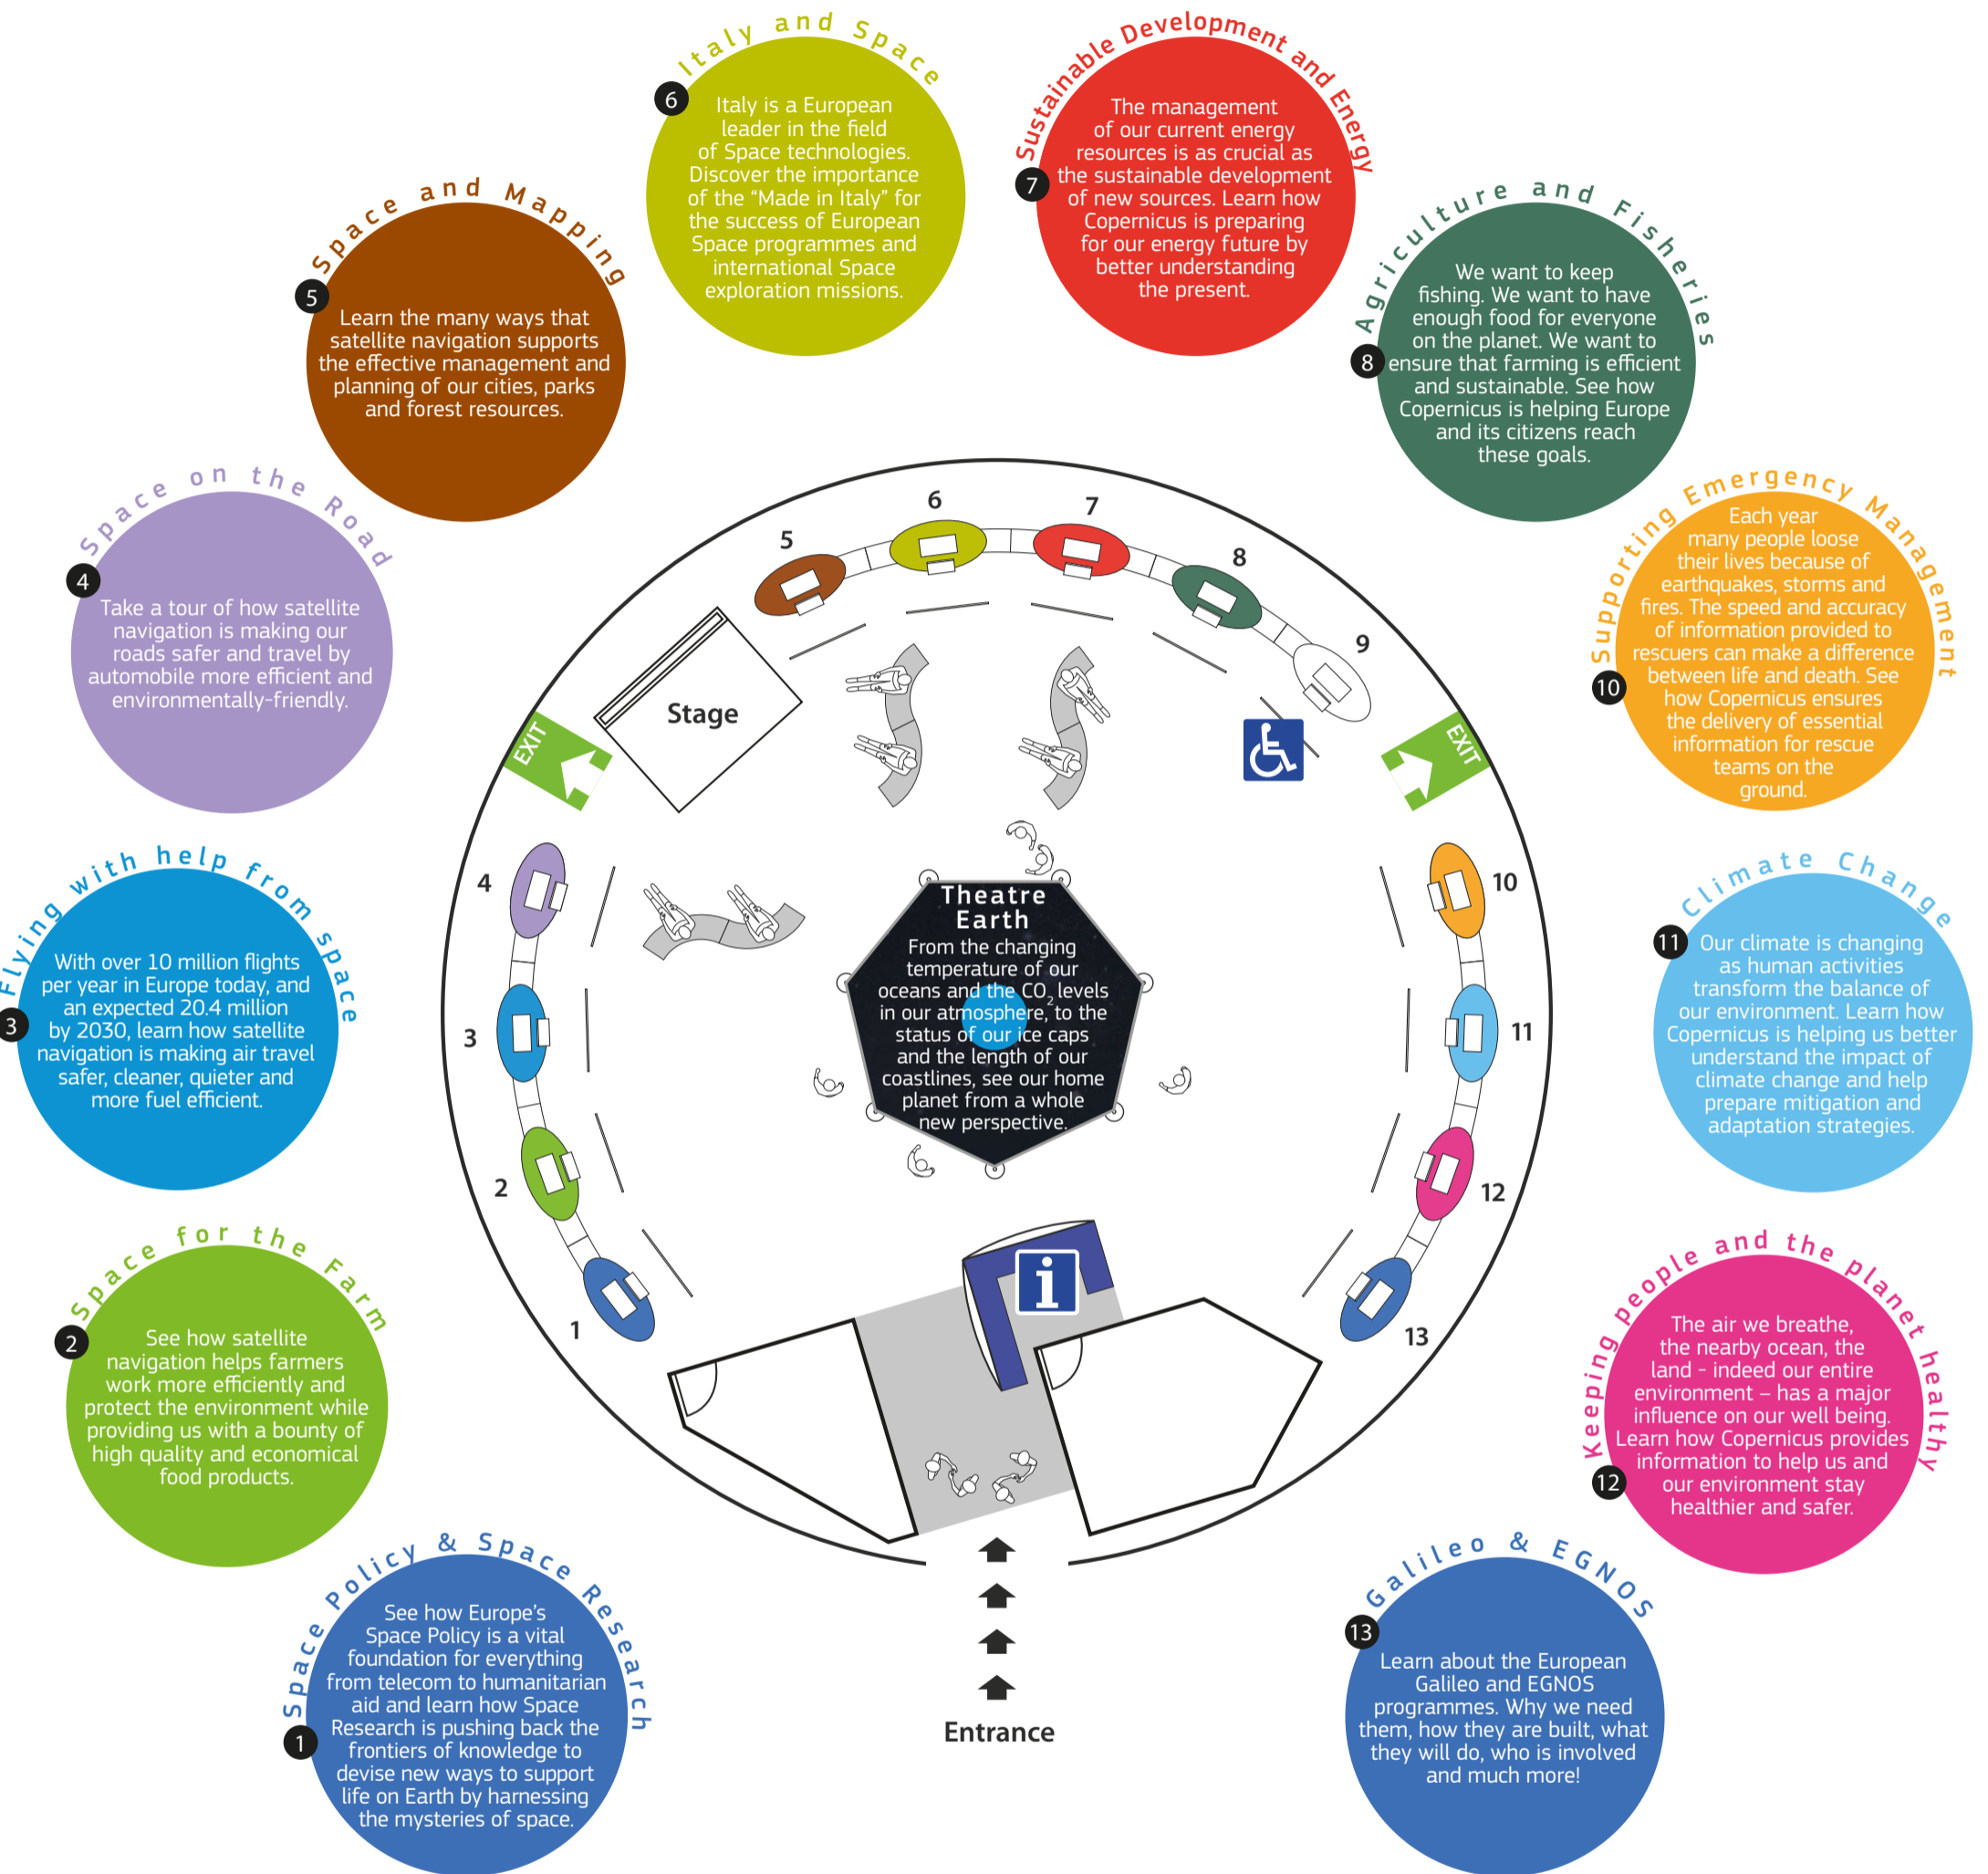 Italy and Space
6
Italy is a European
leader in the field
of Space technologies.
Discover the importance
of the “Made in Italy” for
the success of European
Space programmes and
international Space
exploration missions.
Sustainable Development and Energy
7
The management
of our current energy
resources is as crucial as
the sustainable development
of new sources. Learn how
Copernicus is preparing
for our energy future by
better understanding
the present.
Space and Mapping
5
Learn the many ways that
satellite navigation supports
the effective management and
planning of our cities, parks
and forest resources.
Agriculture and Fisheries
8
We want to keep
fishing. We want to have
enough food for everyone
on the planet. We want to
ensure that farming is efficient
and sustainable. See how
Copernicus is helping Europe
and its citizens reach
these goals.
Space on the Road
4
Take a tour of how satellite
navigation is making our
roads safer and travel by
automobile more efficient and
environmentally-friendly.
Supporting Emergency Management
10
Each year
many people loose
their lives because of
earthquakes, storms and
fires. The speed and accuracy
of information provided to
rescuers can make a difference
between life and death. See
how Copernicus ensures
the delivery of essential
information for rescue
teams on the
ground.
5
6
7
8
9
Stage
EXIT
EXIT
4
10
3
11
2
12
1
13
Theatre
Earth
From the changing
temperature of our
oceans and the CO2 levels
in our atmosphere, to the
status of our ice caps
and the length of our
coastlines, see our home
planet from a whole
new perspective.
i
Entrance
Flying with help from space
3
With over 10 million flights
per year in Europe today, and
an expected 20.4 million
by 2030, learn how satellite
navigation is making air travel
safer, cleaner, quieter and
more fuel efficient.
Climate Change
11
Our climate is changing
as human activities
transform the balance of
our environment. Learn how
Copernicus is helping us better
understand the impact of
climate change and help
prepare mitigation and
adaptation strategies.
Space for the Farm
2
See how satellite
navigation helps farmers
work more efficiently and
protect the environment while
providing us with a bounty of
high quality and economical
food products.
Keeping people and the planet healthy
12
The air we breathe,
the nearby ocean, the
land - indeed our entire
environment – has a major
influence on our well being.
Learn how Copernicus provides
information to help us and
our environment stay
healthier and safer.
Space Policy & Space Research
1
See how Europe’s
Space Policy is a vital
foundation for everything
from telecom to humanitarian
aid and learn how Space
Research is pushing back the
frontiers of knowledge to
devise new ways to support
life on Earth by harnessing
the mysteries of space.
Galileo & EGNOS
13
Learn about the European
Galileo and EGNOS
programmes. Why we need
them, how they are built, what
they will do, who is involved
and much more!